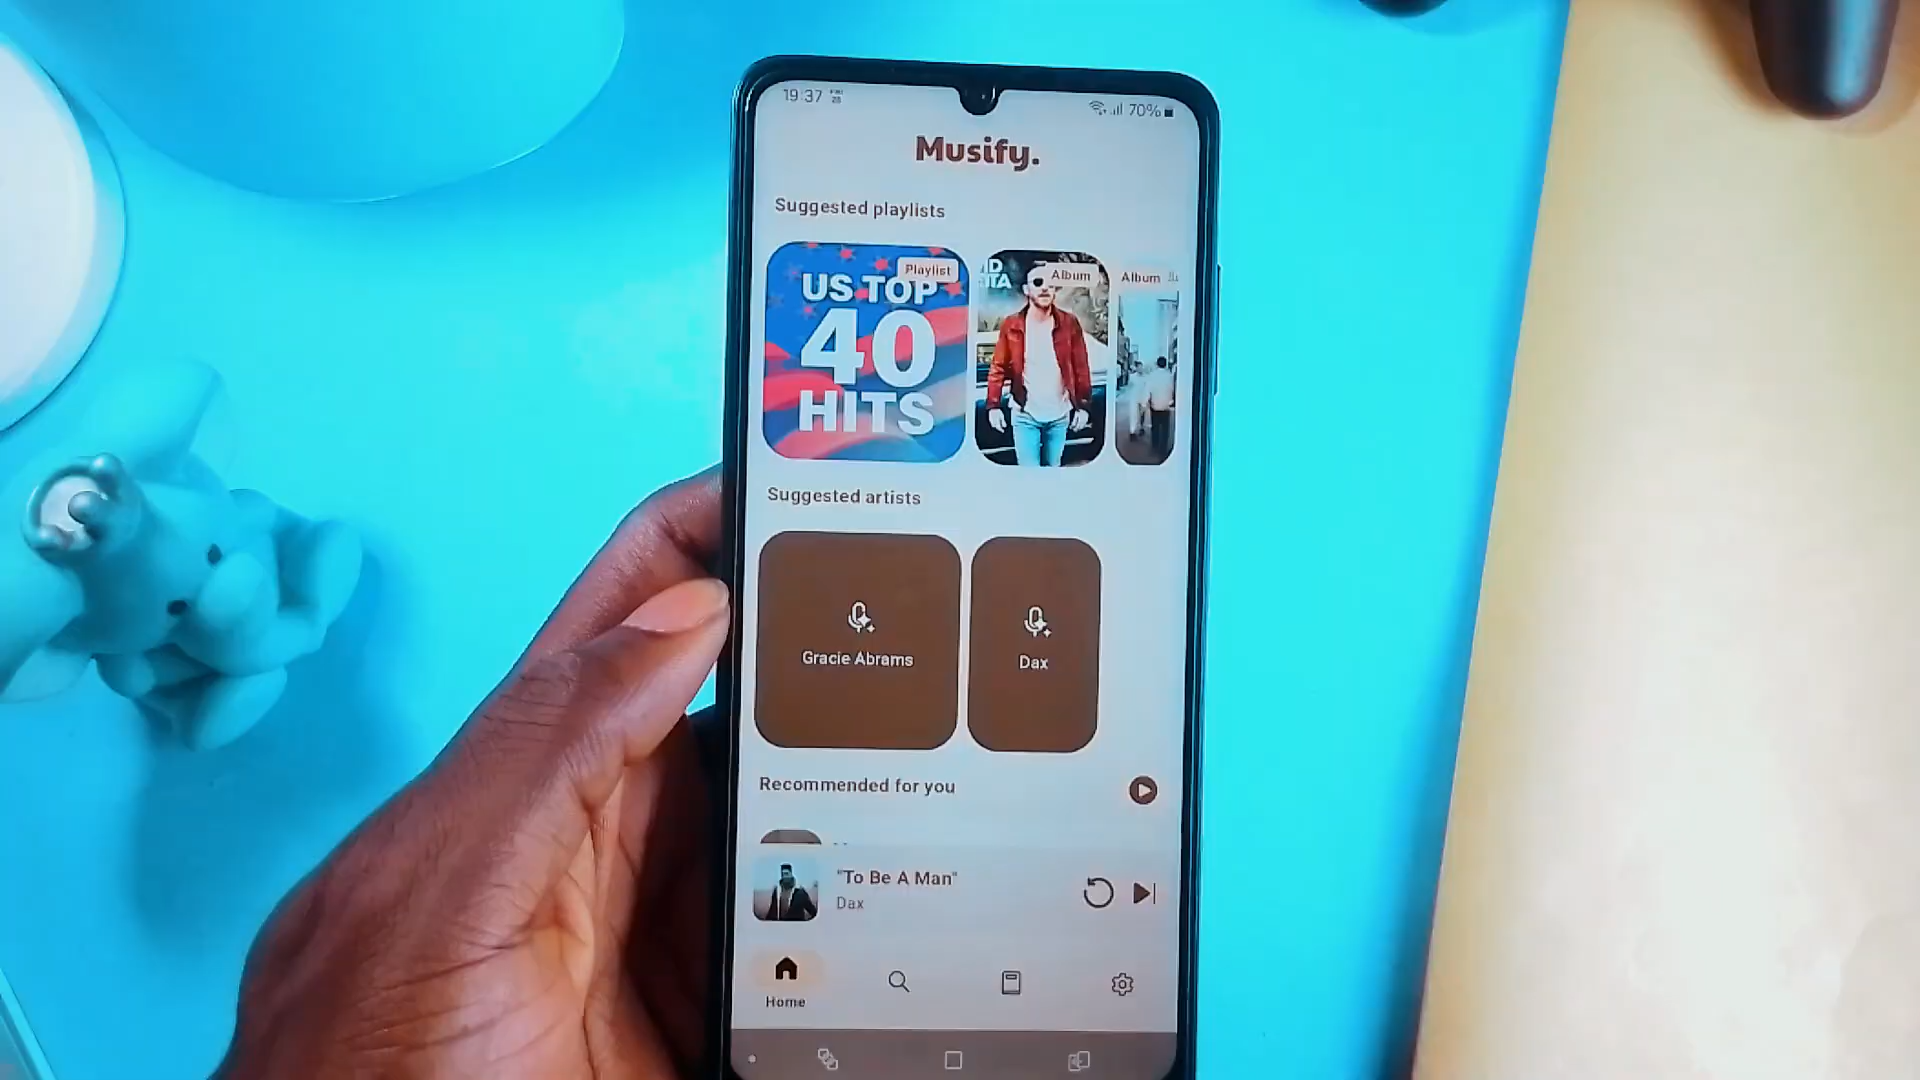 19:37
70%
Musify.
Suggested playlists
Playlist
US TOP
40
HITS
Album
Album
Suggested artists
Gracie Abrams
Dax
Recommended for you
"To Be A Man"
Dax
Home